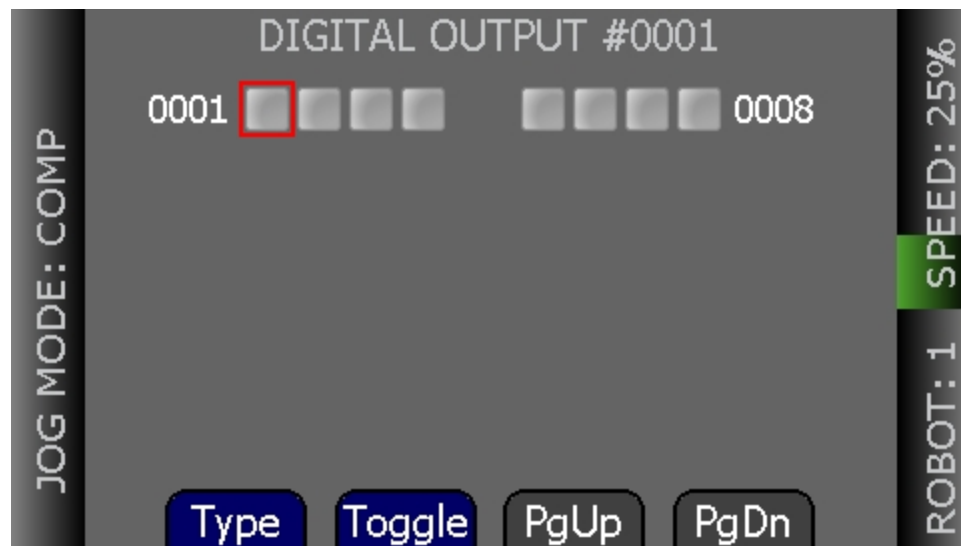 DIGITAL OUTPUT #0001
0001 0008
JOG MODE: COMP
SPEED: 25%
ROBOT: 1
Type Toggle PgUp PgDn